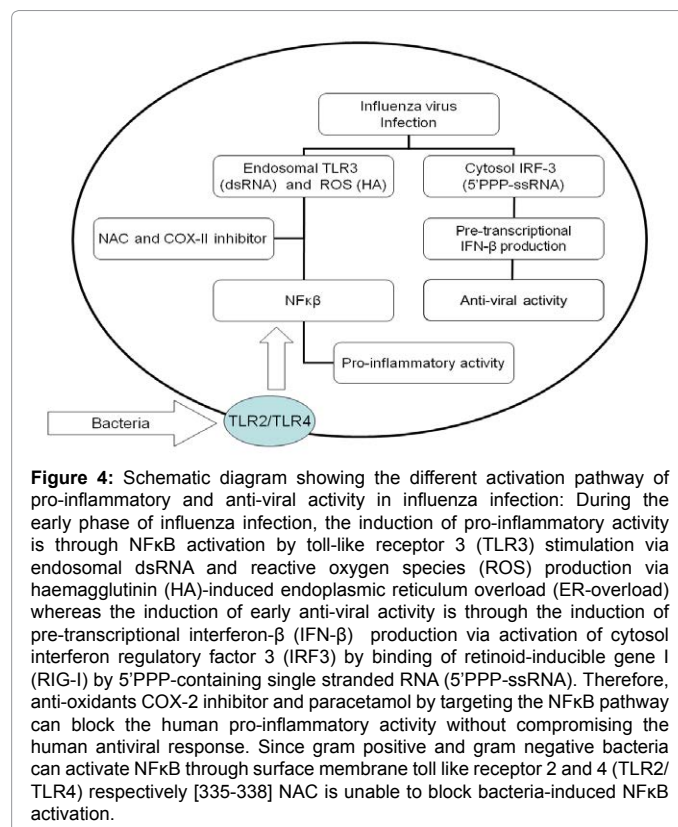 Influenza virus
Infection
Endosomal TLR3
(dsRNA) and ROS (HA)
Cytosol IRF-3
(5'PPP-ssRNA)
NAC and COX-II inhibitor
Pre-transcriptional
IFN-β production
NFκβ
Anti-viral activity
Pro-inflammatory activity
Bacteria
TLR2/TLR4
Figure 4: Schematic diagram showing the different activation pathway of
pro-inflammatory and anti-viral activity in influenza infection: During the
early phase of influenza infection, the induction of pro-inflammatory activity
is through NFκB activation by toll-like receptor 3 (TLR3) stimulation via
endosomal dsRNA and reactive oxygen species (ROS) production via
haemagglutinin (HA)-induced endoplasmic reticulum overload (ER-overload)
whereas the induction of early anti-viral activity is through the induction of
pre-transcriptional interferon-β (IFN-β) production via activation of cytosol
interferon regulatory factor 3 (IRF3) by binding of retinoid-inducible gene I
(RIG-I) by 5'PPP-containing single stranded RNA (5'PPP-ssRNA). Therefore,
anti-oxidants COX-2 inhibitor and paracetamol by targeting the NFκB pathway
can block the human pro-inflammatory activity without compromising the
human antiviral response. Since gram positive and gram negative bacteria
can activate NFκB through surface membrane toll like receptor 2 and 4 (TLR2/
TLR4) respectively [335-338] NAC is unable to block bacteria-induced NFκB
activation.